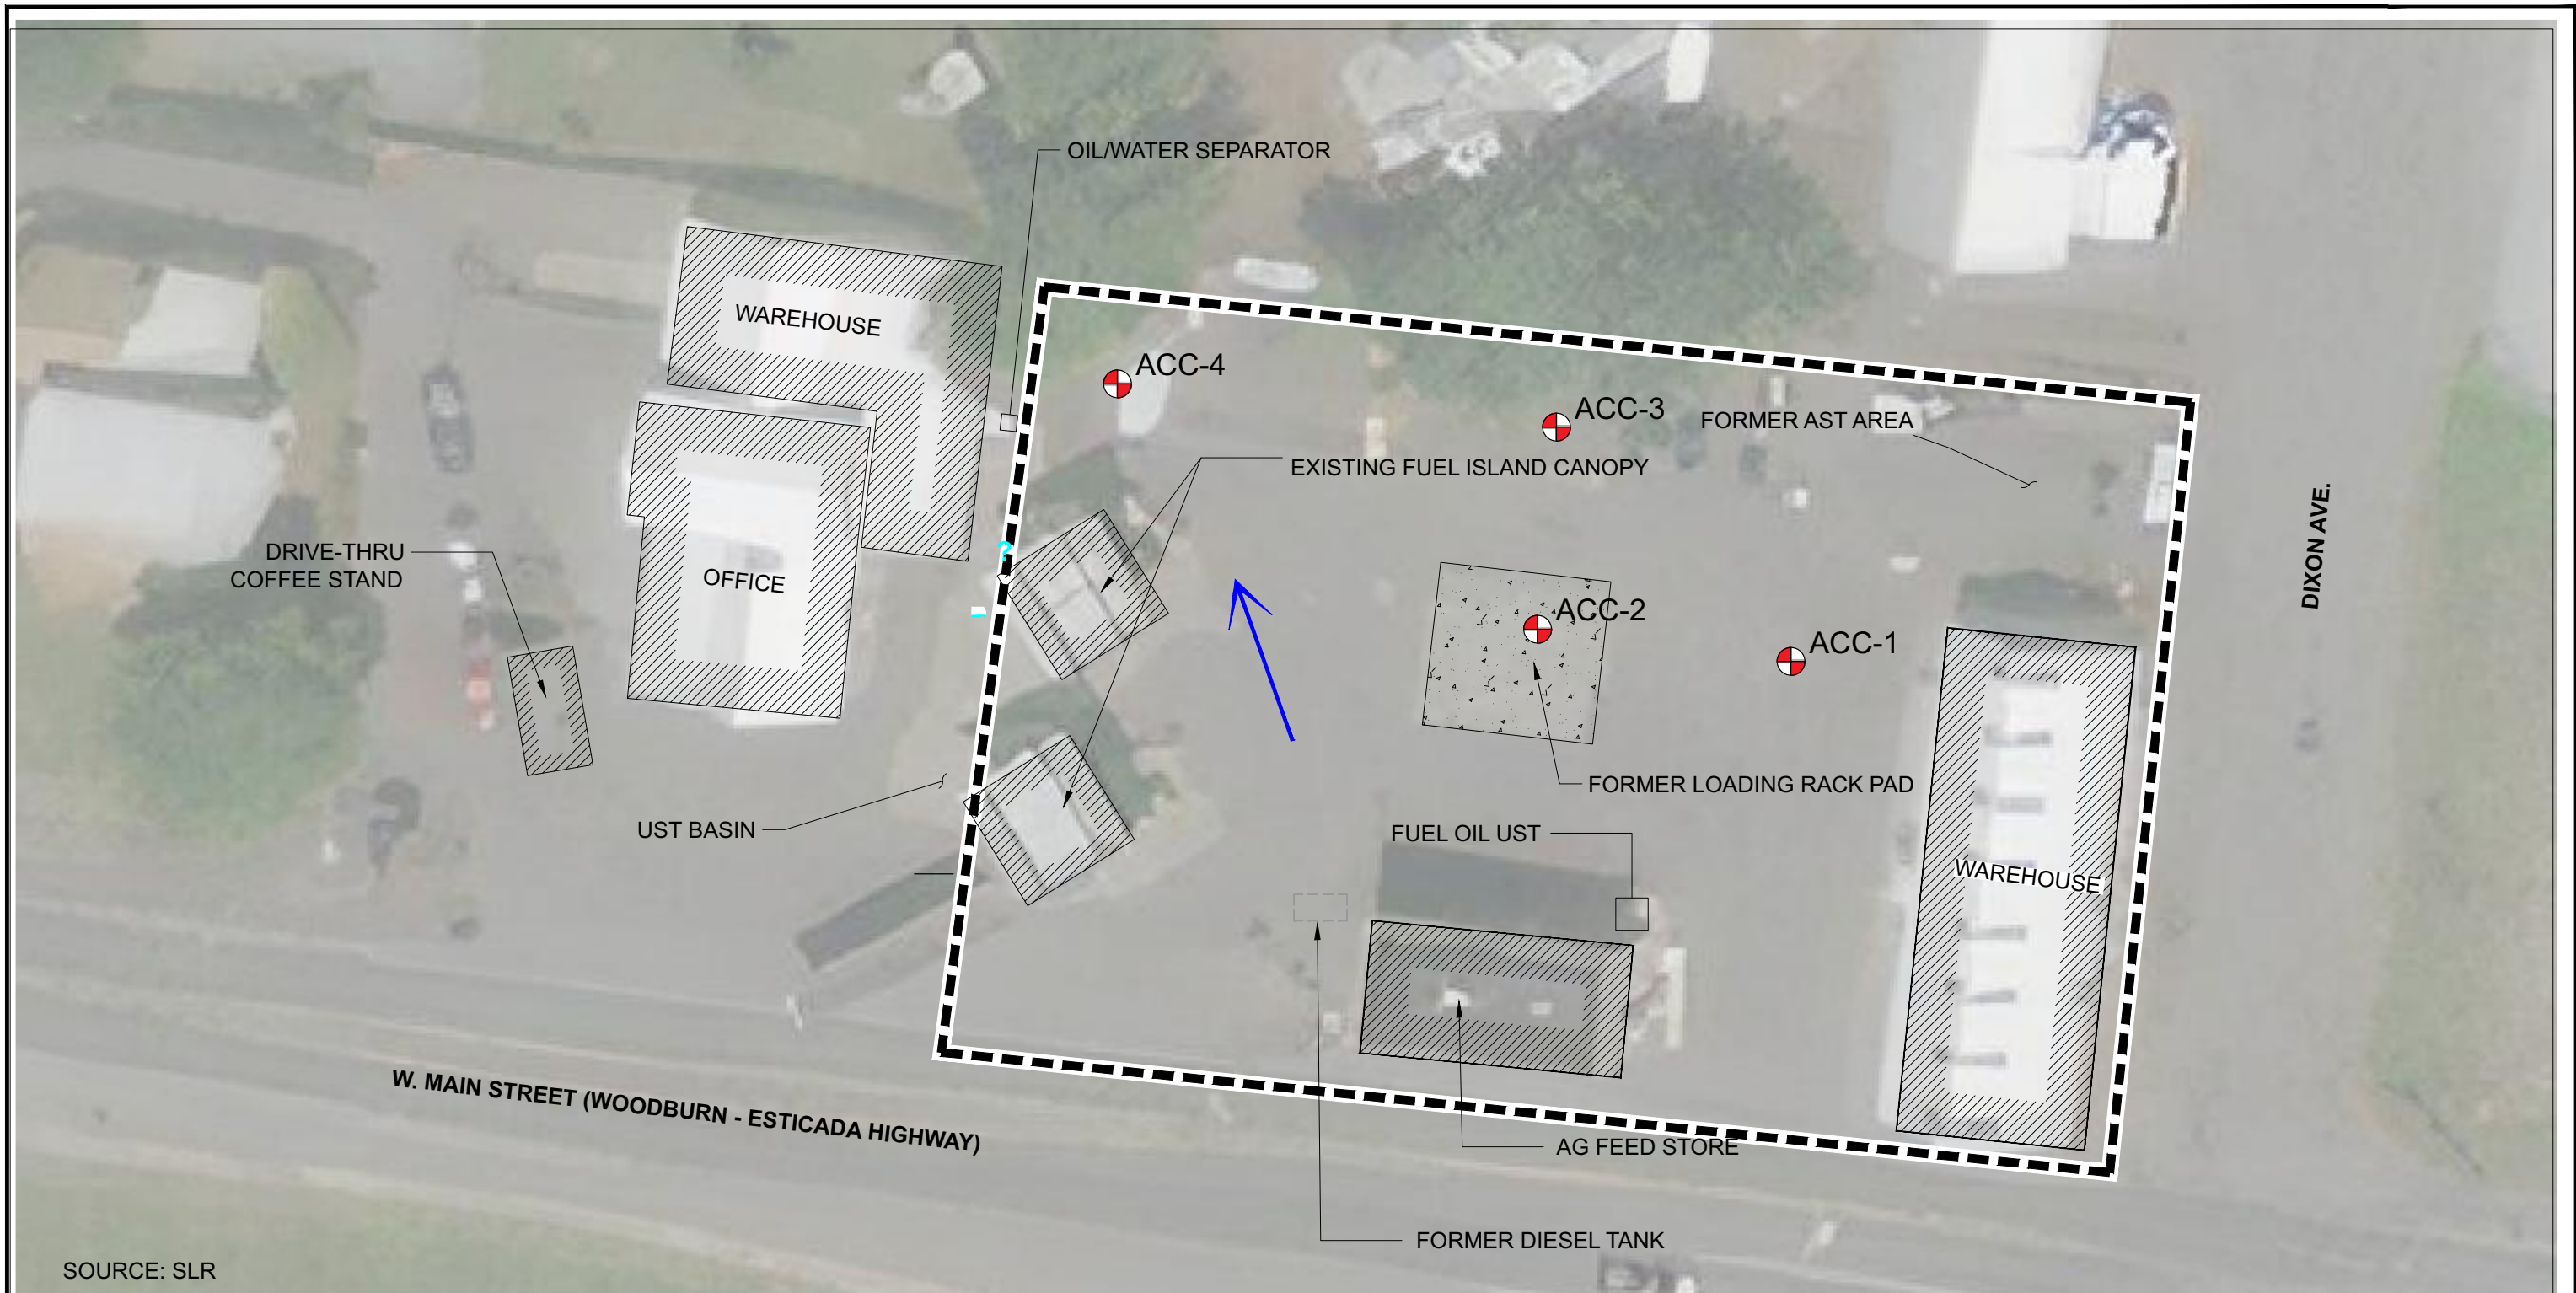 OIL/WATER SEPARATOR
WAREHOUSE
ACC-4
ACC-3
FORMER AST AREA
EXISTING FUEL ISLAND CANOPY
DIXON AVE.
?
DRIVE-THRU
COFFEE STAND
OFFICE
ACC-2
ACC-1
FORMER LOADING RACK PAD
UST BASIN
FUEL OIL UST
WAREHOUSE
W. MAIN STREET (WOODBURN - ESTICADA HIGHWAY)
AG FEED STORE
FORMER DIESEL TANK
SOURCE: SLR